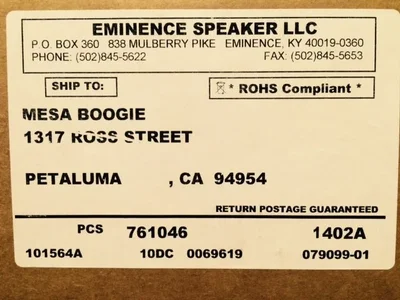 EMINENCE SPEAKER LLC
P.O. BOX 360 838 MULBERRY PIKE EMINENCE, KY 40019-0360
PHONE: (502)845-5622 FAX: (502)845-5653
SHIP TO: * ROHS Compliant *
MESA BOOGIE
1317 ROSS STREET
PETALUMA , CA 94954
RETURN POSTAGE GUARANTEED
PCS 761046 1402A
101564A 10DC 0069619 079099-01